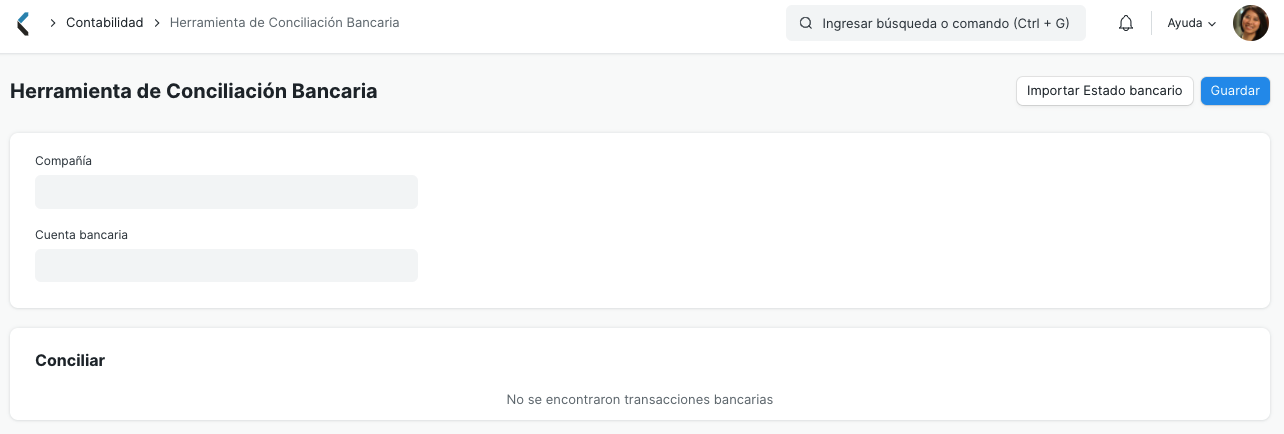 Contabilidad
Herramienta de Conciliación Bancaria
Ingresar búsqueda o comando (Ctrl + G)
Ayuda
Herramienta de Conciliación Bancaria
Importar Estado bancario
Guardar
Compañía
Cuenta bancaria
Conciliar
No se encontraron transacciones bancarias